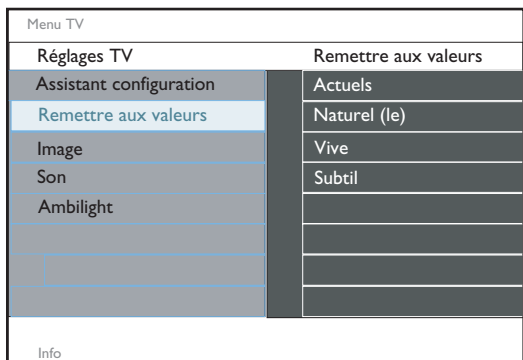 Menu TV
Réglages TV
Remettre aux valeurs
Assistant configuration
Actuels
Remettre aux valeurs
Naturel (le)
Image
Vive
Son
Subtil
Ambilight
Info